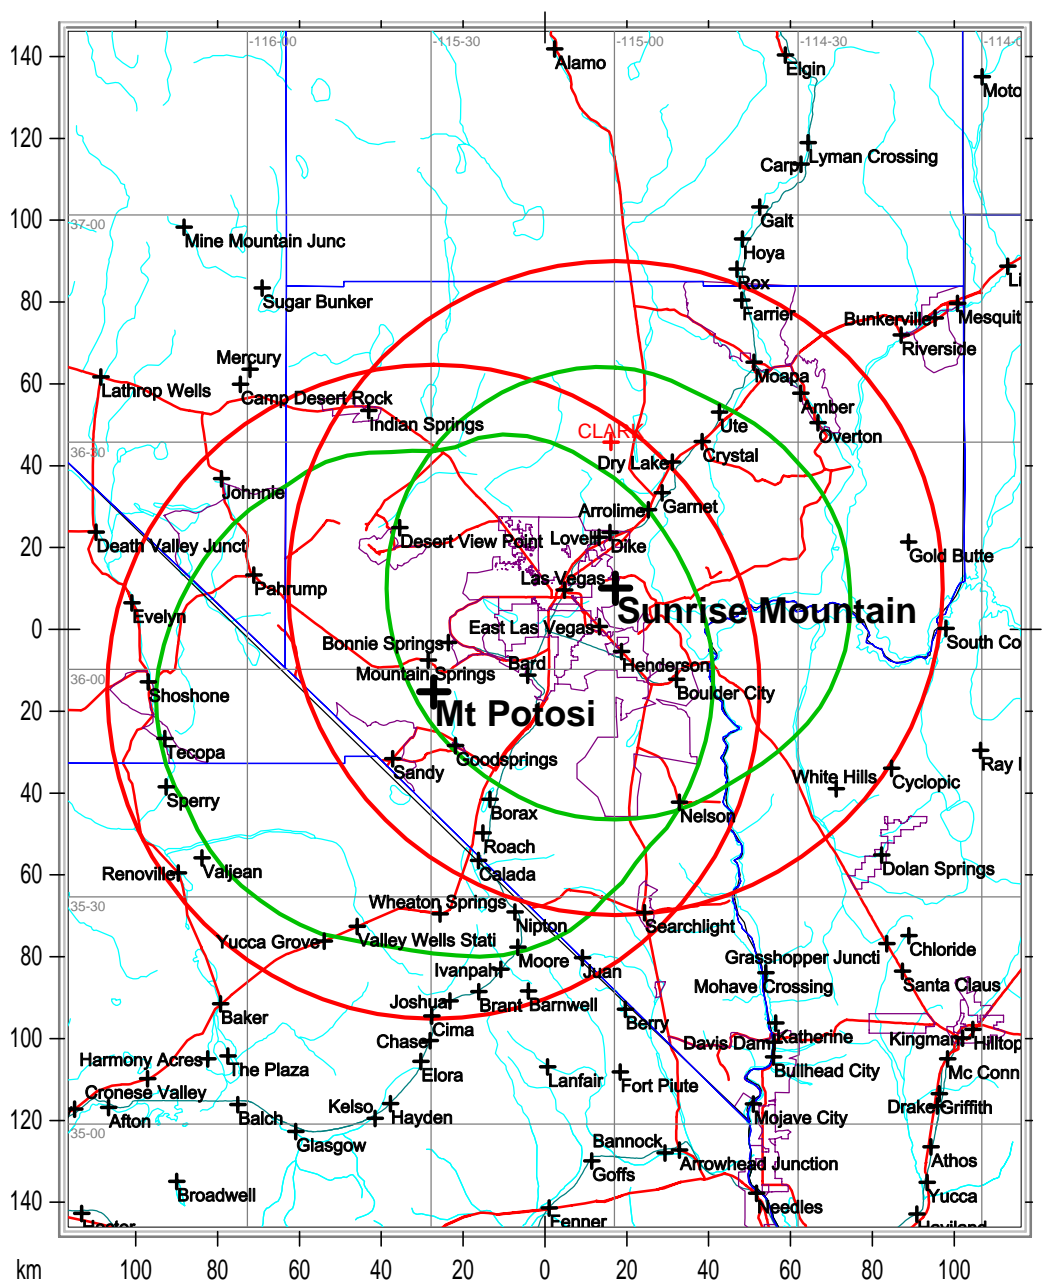 140
120
100
80
60
40
20
0
20
40
60
80
100
120
140
km
100
80
60
40
20
0
20
40
60
80
100
-116-00
-115-30
-115-00
-114-30
-114-0
37-00
36-30
36-00
35-30
35-00
Alamo
Elgin
Moto
Lyman Crossing
Carp
Galt
Mine Mountain Junc
Hoya
Rox
Sugar Bunker
Farrier
Bunkerville
Mesquit
Riverside
Mercury
Moapa
Lathrop Wells
Camp Desert Rock
Amber
Indian Springs
Ute
Overton
CLARK
Crystal
Dry Lake
Johnnie
Garnet
Arrolime
Desert View Point
Lovell
Dike
Death Valley Junct
Gold Butte
Las Vegas
Pahrump
Sunrise Mountain
Evelyn
East Las Vegas
Bonnie Springs
South Co
Bard
Henderson
Mountain Springs
Shoshone
Boulder City
Mt Potosi
Tecopa
Goodsprings
Sandy
White Hills
Cyclopic
Sperry
Borax
Nelson
Roach
Renoville
Valjean
Calada
Dolan Springs
Wheaton Springs
Nipton
Searchlight
Yucca Grove
Valley Wells Stati
Chloride
Moore
Grasshopper Juncti
Ivanpah
Juan
Santa Claus
Mohave Crossing
Joshua
Brant
Barnwell
Baker
Cima
Berry
Chase
Davis Dam
Katherine
Kingman
Hilltop
Harmony Acres
The Plaza
Elora
Lanfair
Fort Piute
Bullhead City
Mc Conn
Cronese Valley
Afton
Balch
Kelso
Hayden
Mojave City
Drake
Griffith
Glasgow
Bannock
Goffs
Arrowhead Junction
Athos
Broadwell
Needles
Yucca
Fenner
Haviland